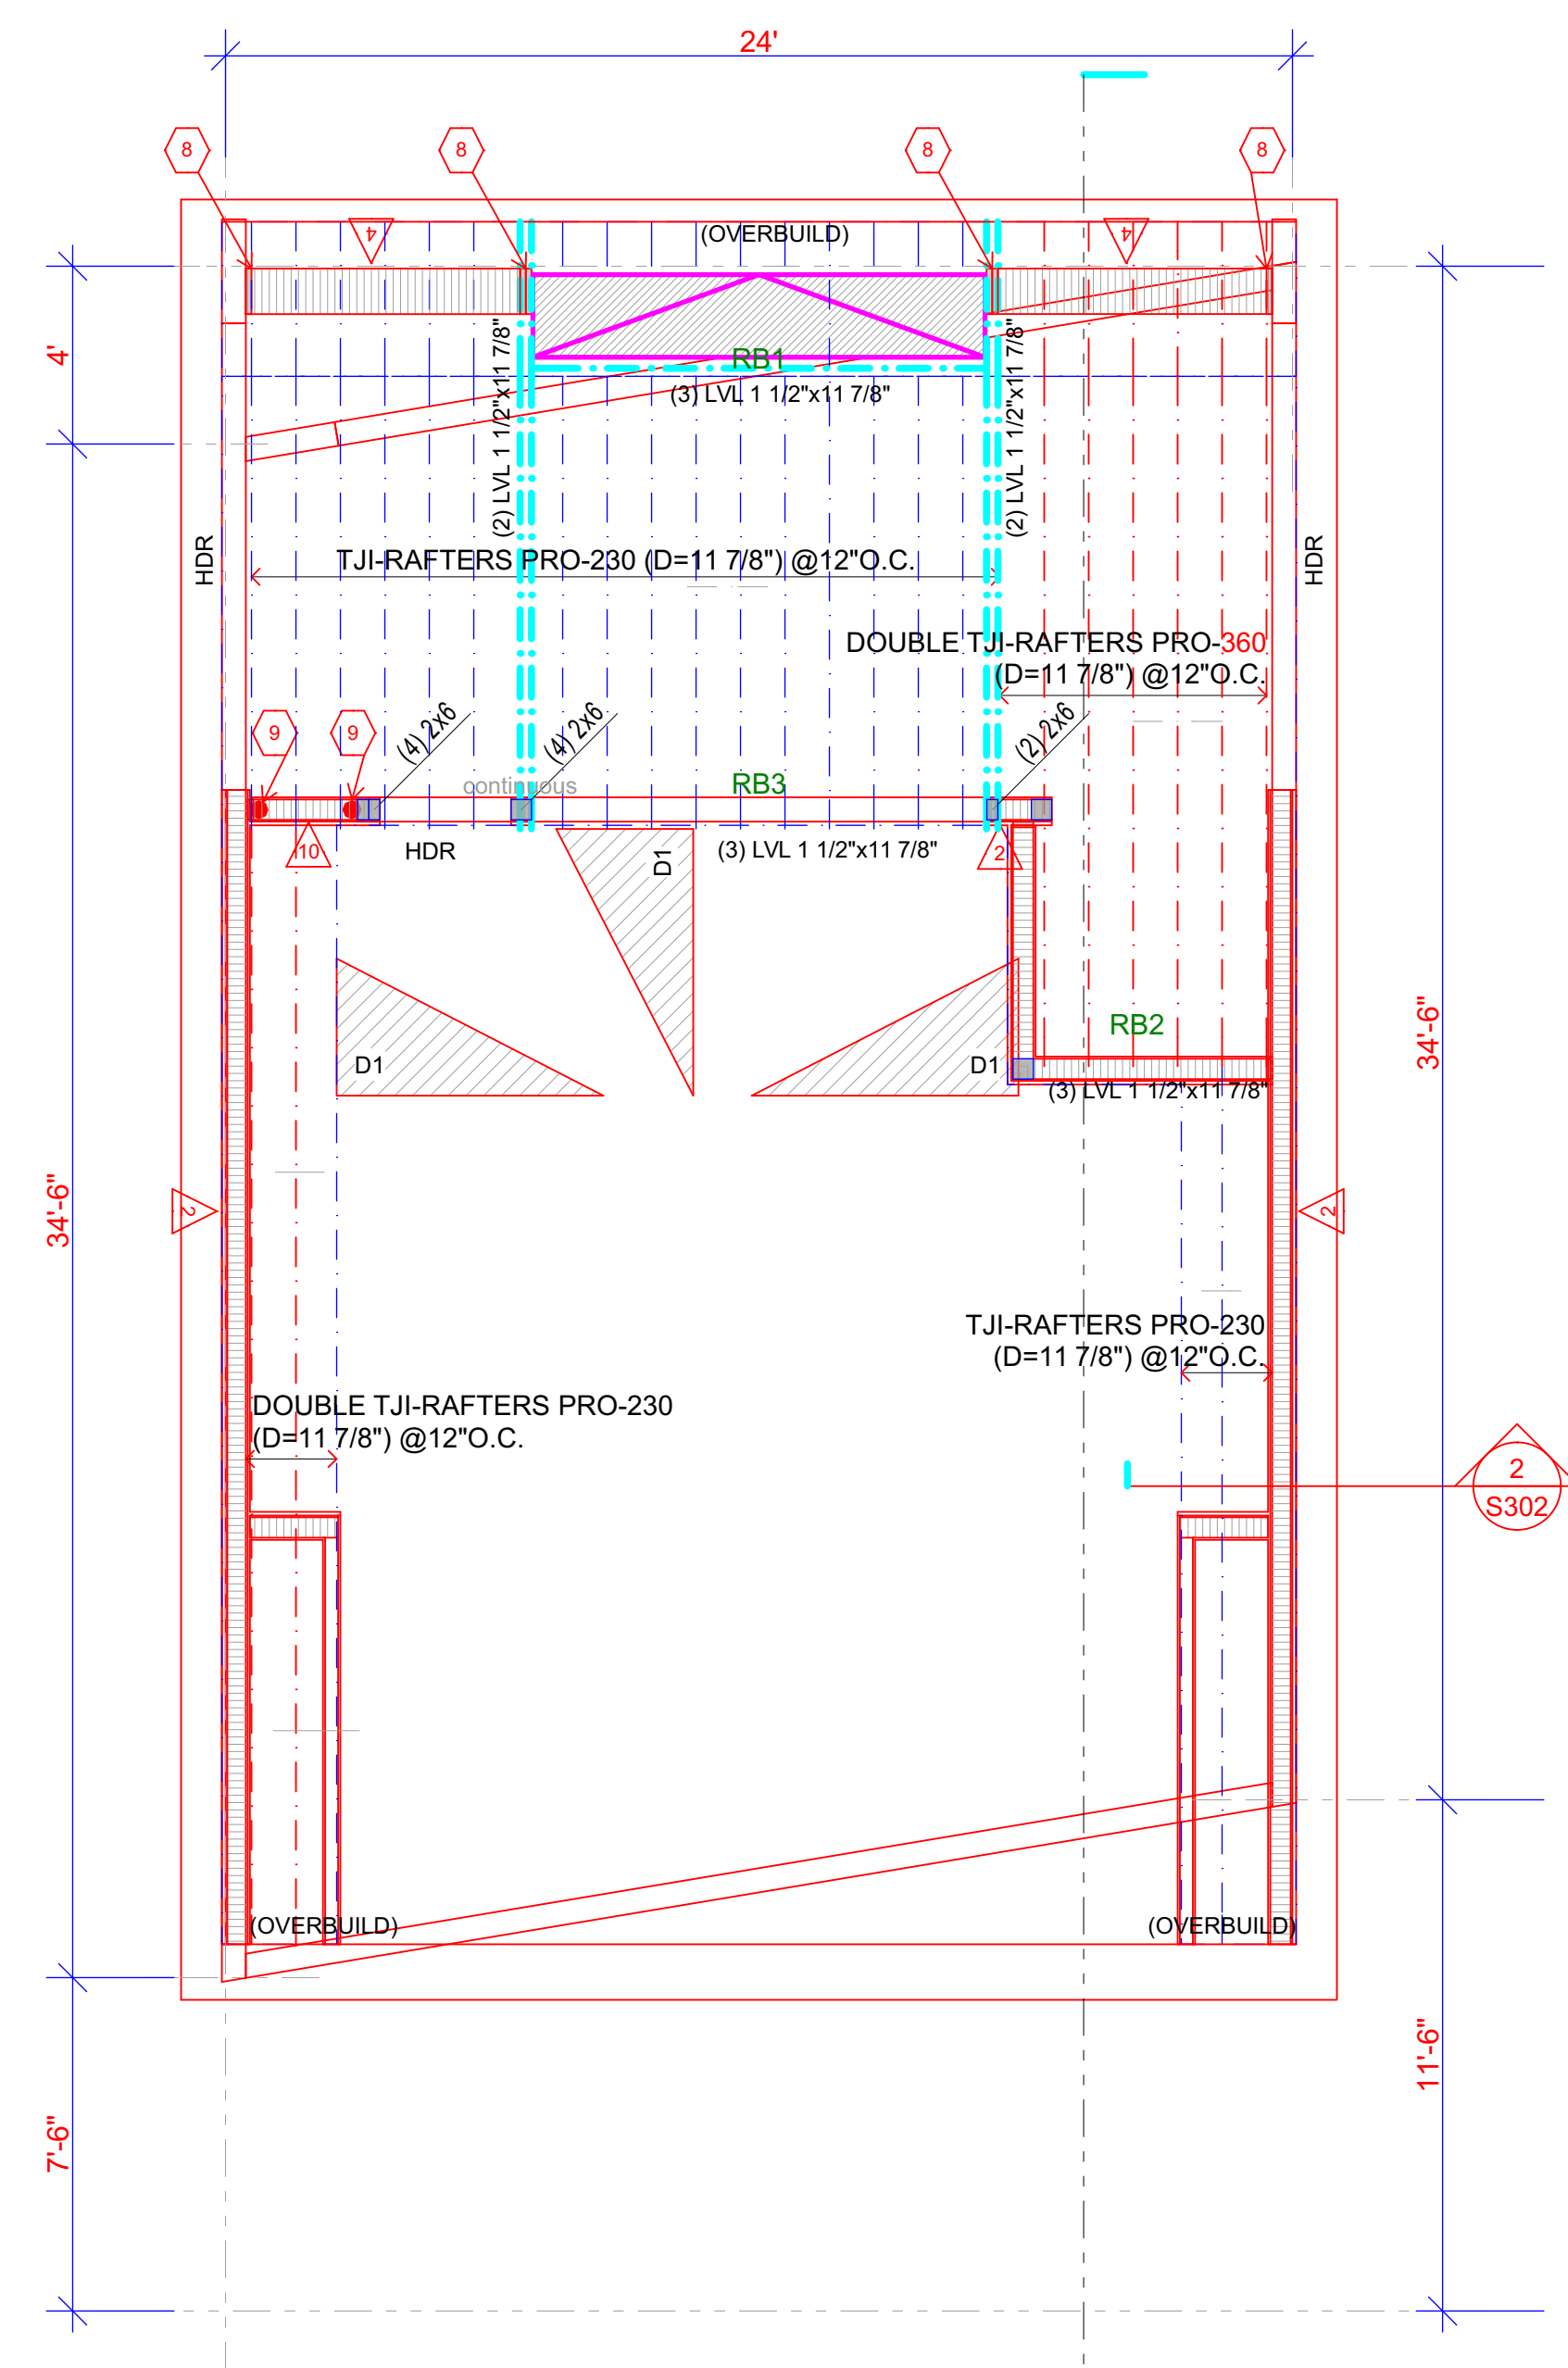 24'
8
8
8
8
4
4
(OVERBUILD)
4'
RB1
(3) LVL 1 1/2"x11 7/8"
(2) LVL 1 1/2"x11 7/8"
(2) LVL 1 1/2"x11 7/8"
HDR
HDR
TJI-RAFTERS PRO-230 (D=11 7/8") @12"O.C.
DOUBLE TJI-RAFTERS PRO-360
(D=11 7/8") @12"O.C.
9
9
(4) 2x6
(4) 2x6
(2) 2x6
continuous
RB3
10
HDR
D1
(3) LVL 1 1/2"x11 7/8"
2
D1
D1
RB2
(3) LVL 1 1/2"x11 7/8"
34'-6"
34'-6"
2
2
TJI-RAFTERS PRO-230
(D=11 7/8") @12"O.C.
DOUBLE TJI-RAFTERS PRO-230
(D=11 7/8") @12"O.C.
2
S302
(OVERBUILD)
(OVERBUILD)
7'-6"
11'-6"